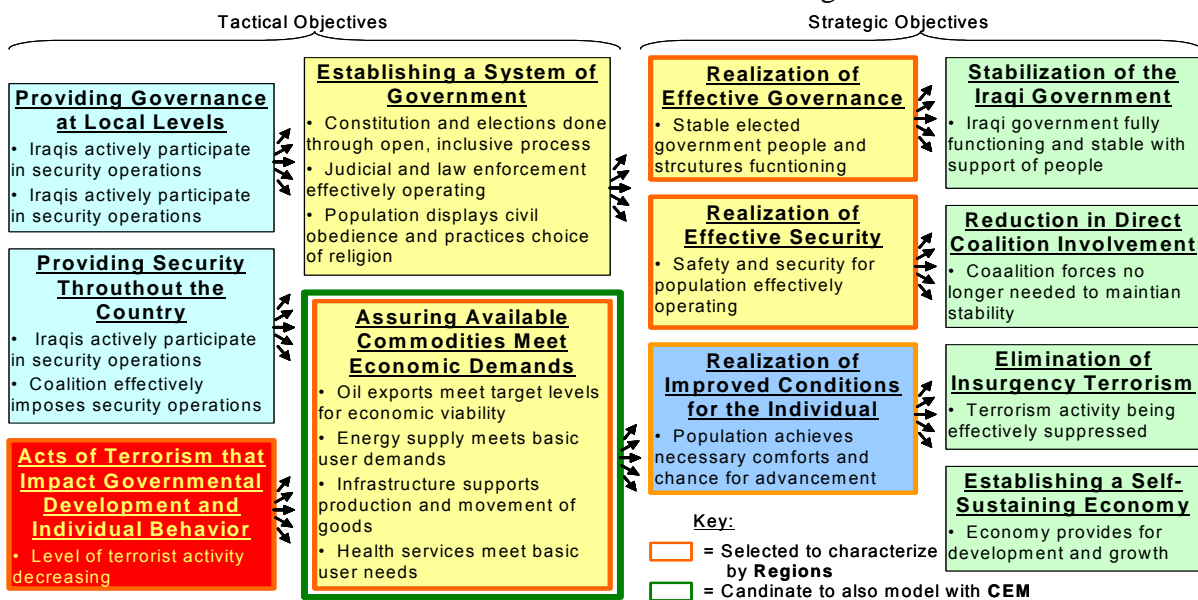 Tactical Objectives
Strategic Objectives
Providing Governance
at Local Levels
• Iraqis actively participate
in security operations
• Iraqis actively participate
in security operations
Providing Security
Throuthout the
Country
• Iraqis actively participate
in security operations
• Coalition effectively
imposes security operations
Acts of Terrorism that
Impact Governmental
Development and
Individual Behavior
• Level of terrorist activity
decreasing
Establishing a System of
Government
• Constitution and elections done
through open, inclusive process
• Judicial and law enforcement
effectively operating
• Population displays civil
obedience and practices choice
of religion
Assuring Available
Commodities Meet
Economic Demands
• Oil exports meet target levels
for economic viability
• Energy supply meets basic
user demands
• Infrastructure supports
production and movement of
goods
• Health services meet basic
user needs
Realization of
Effective Governance
• Stable elected
government people and
strcutures fucntioning
Realization of
Effective Security
• Safety and security for
population effectively
operating
Realization of
Improved Conditions
for the Individual
• Population achieves
necessary comforts and
chance for advancement
Stabilization of the
Iraqi Government
• Iraqi government fully
functioning and stable with
support of people
Reduction in Direct
Coalition Involvement
• Coaalition forces no
longer needed to maintian
stability
Elimination of
Insurgency Terrorism
• Terrorism activity being
effectively suppressed
Establishing a Self-
Sustaining Economy
• Economy provides for
development and growth
Key:
= Selected to characterize
by Regions
= Candinate to also model with CEM